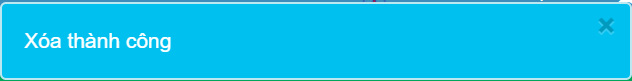 Xóa thành công
×